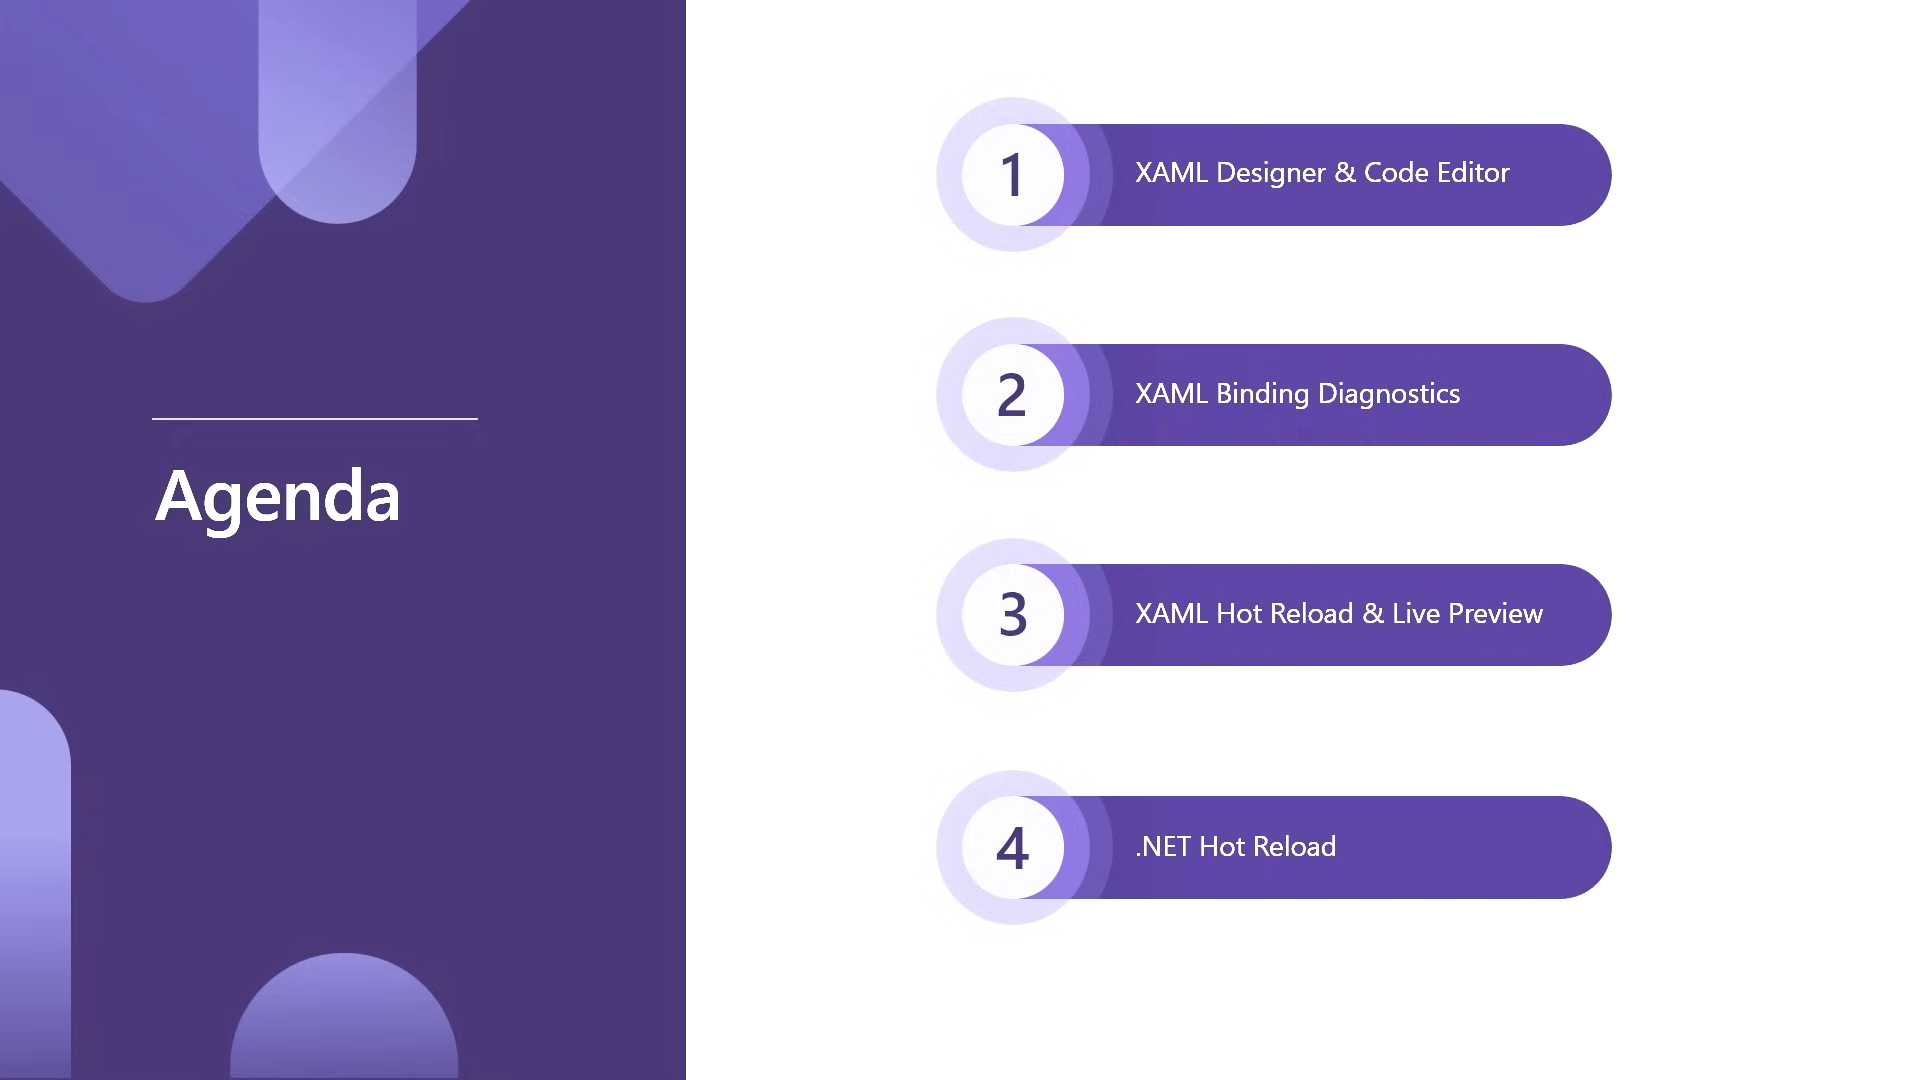 Agenda
1
XAML Designer & Code Editor
2
XAML Binding Diagnostics
3
XAML Hot Reload & Live Preview
4
.NET Hot Reload